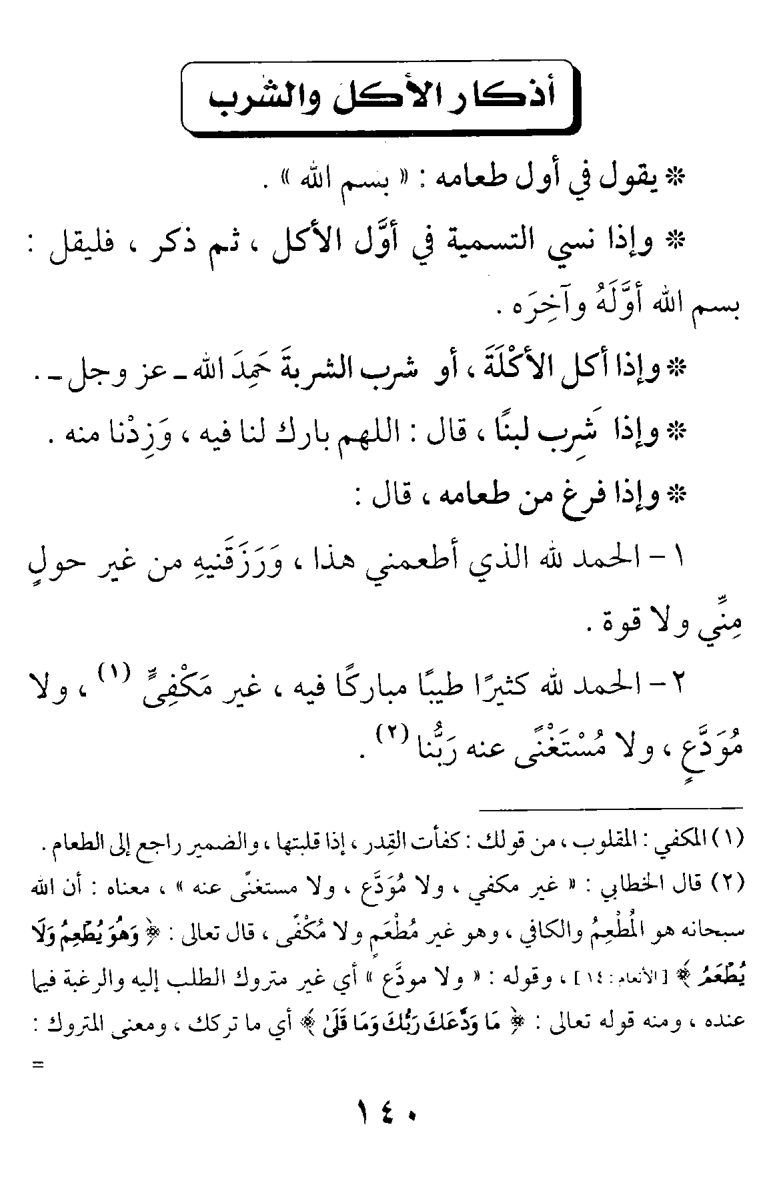 أذكار الأكل والشرب
* يقول في أول طعامه : « بسم الله » .
* وإذا نسي التسمية في أوَّل الأكل ، ثم ذكر ، فليقل :
بسم الله أوَّلَهُ وآخِرَه .
* وإذا أكل الأكْلَةَ ، أو شرب الشربةَ حَمِدَ الله ـ عز وجل ـ .
* وإذا شَرِب لبنًا ، قال : اللهم بارك لنا فيه ، وَزِدْنا منه .
* وإذا فرغ من طعامه ، قال :
١ – الحمد لله الذي أطعمني هذا ، وَرَزَقَنيهِ من غير حولٍ
مِنِّي ولا قوة .
٢ – الحمد لله كثيرًا طيبًا مباركًا فيه ، غير مَكْفِيٍّ (١) ، ولا
مُوَدَّعٍ ، ولا مُسْتَغْنًى عنه رَبُّنا (٢) .
(١) المكفي : المقلوب ، من قولك : كفأت القِدر ، إذا قلبتها ، والضمير راجع إلى الطعام .
(٢) قال الخطابي : « غير مكفي ، ولا مُوَدَّع ، ولا مستغنًى عنه » ، معناه : أن الله
سبحانه هو المُطْعِمُ والكافي ، وهو غير مُطْعَمٍ ولا مُكْفًى ، قال تعالى : ﴿ وَهُوَ يُطْعِمُ وَلَا
يُطْعَمُ ﴾ [الأنعام : ١٤] ، وقوله : « ولا مودَّع » أي غير متروك الطلب إليه والرغبة فيما
عنده ، ومنه قوله تعالى : ﴿ مَا وَدَّعَكَ رَبُّكَ وَمَا قَلَىٰ ﴾ أي ما تركك ، ومعنى المتروك :
=
١٤٠